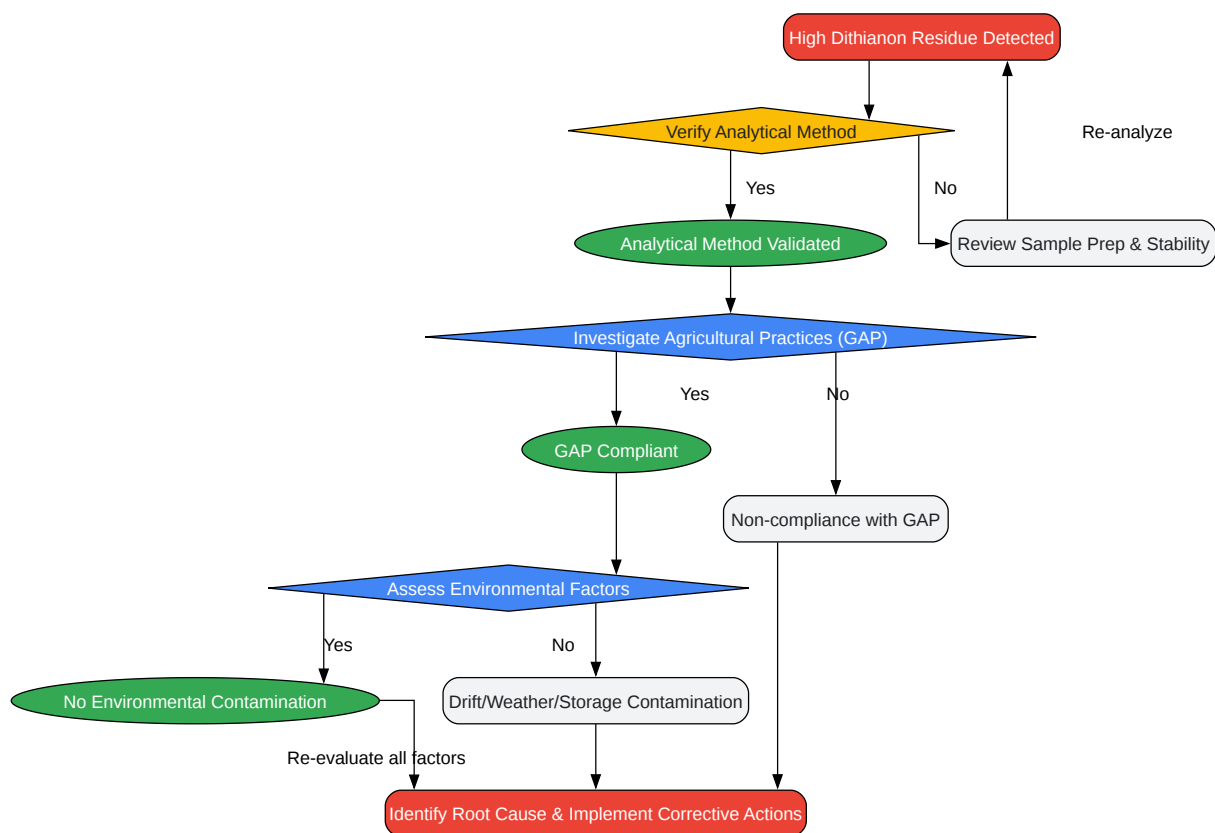 High Dithianon Residue Detected
Verify Analytical Method
Re-analyze
Yes
No
Analytical Method Validated
Review Sample Prep & Stability
Investigate Agricultural Practices (GAP)
Yes
No
GAP Compliant
Non-compliance with GAP
Assess Environmental Factors
Yes
No
No Environmental Contamination
Drift/Weather/Storage Contamination
Re-evaluate all factors
Identify Root Cause & Implement Corrective Actions